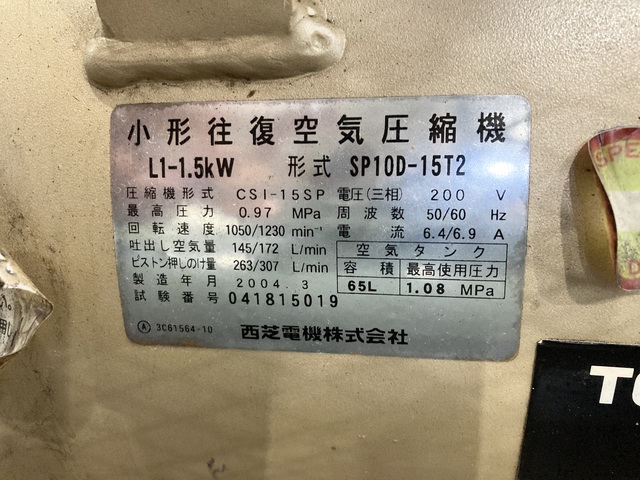 小形往復空気圧縮機
L1-1.5kW 形式 SP10D-15T2
圧縮機形式 CSI-15SP 電圧(三相) 200 V
最高圧力 0.97 MPa 周波数 50/60 Hz
回転速度 1050/1230 min⁻¹ 電流 6.4/6.9 A
吐出し空気量 145/172 L/min 空気タンク
ピストン押しのけ量 263/307 L/min 容積 最高使用圧力
製造年月 2004.3 65L 1.08 MPa
試験番号 041815019
Ⓐ 3C61564-10 西芝電機株式会社
SPE